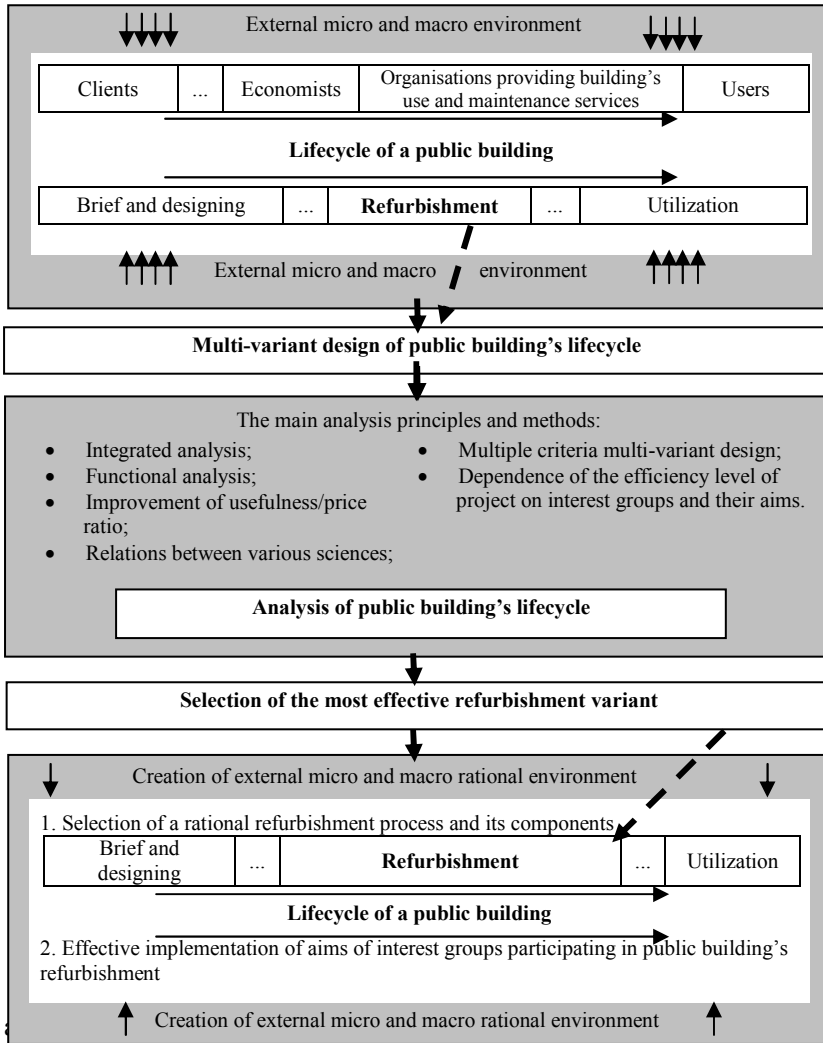 External micro and macro environment
Clients ... Economists Organisations providing building's use and maintenance services Users
Lifecycle of a public building
Brief and designing ... Refurbishment ... Utilization
External micro and macro environment
Multi-variant design of public building's lifecycle
The main analysis principles and methods:
• Integrated analysis;
• Functional analysis;
• Improvement of usefulness/price
ratio;
• Relations between various sciences;
• Multiple criteria multi-variant design;
• Dependence of the efficiency level of
project on interest groups and their aims.
Analysis of public building's lifecycle
Selection of the most effective refurbishment variant
Creation of external micro and macro rational environment
1. Selection of a rational refurbishment process and its components
Brief and designing ... Refurbishment ... Utilization
Lifecycle of a public building
2. Effective implementation of aims of interest groups participating in public building's
refurbishment
Creation of external micro and macro rational environment